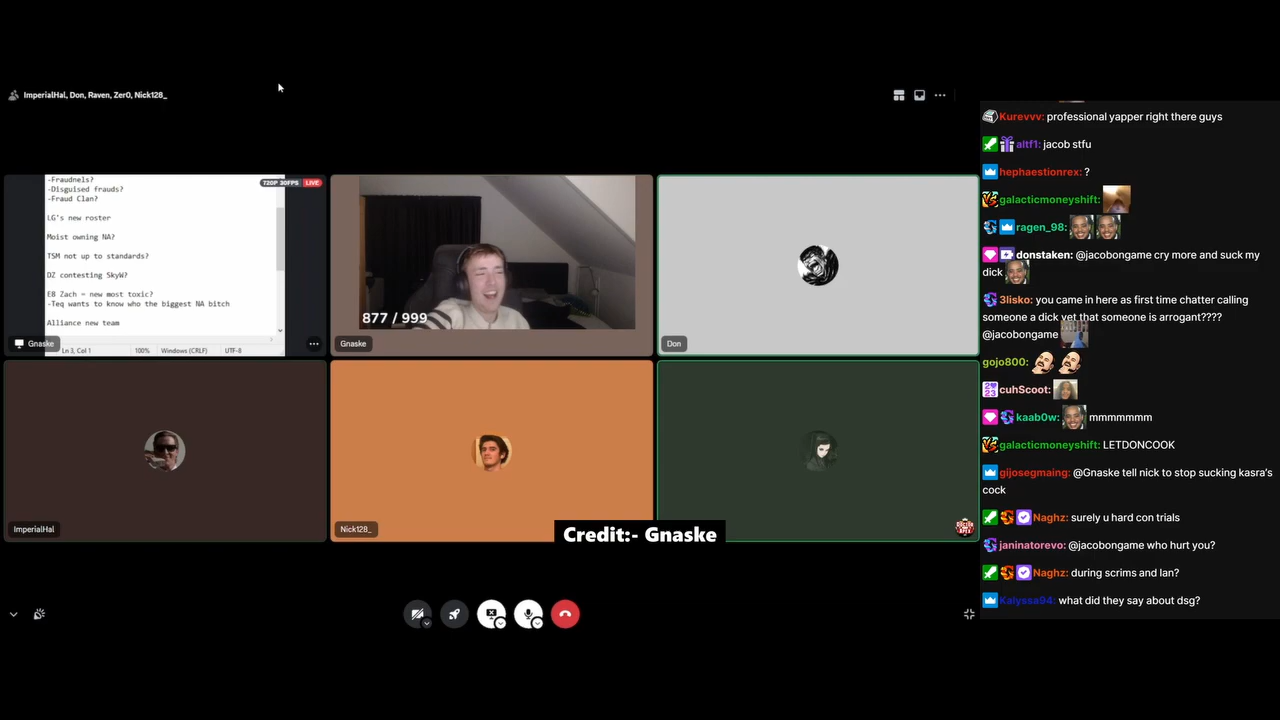 ImperialHal, Don, Raven, Zer0, Nick128_
-Fraudnels?
-Disguised frauds?
-Fraud Clan?
LG's new roster
Moist owning NA?
TSM not up to standards?
DZ contesting SkyW?
E8 Zach = new most toxic?
-Teq wants to know who the biggest NA bitch
Alliance new team
Ln 3, Col 1 100% Windows (CRLF) UTF-8
720P 30FPS LIVE
Gnaske
877 / 999
Gnaske
Don
ImperialHal
Nick128_
Credit:- Gnaske
Kurevvv: professional yapper right there guys
altf1: jacob stfu
hephaestionrex: ?
galacticmoneyshift:
ragen_98:
donstaken: @jacobongame cry more and suck my
dick
3lisko: you came in here as first time chatter calling
someone a dick yet that someone is arrogant????
@jacobongame
gojo800:
cuhScoot:
kaab0w: mmmmmmm
galacticmoneyshift: LETDONCOOK
gijosegmaing: @Gnaske tell nick to stop sucking kasra's
cock
Naghz: surely u hard con trials
janinatorevo: @jacobongame who hurt you?
Naghz: during scrims and lan?
Kalyssa94: what did they say about dsg?